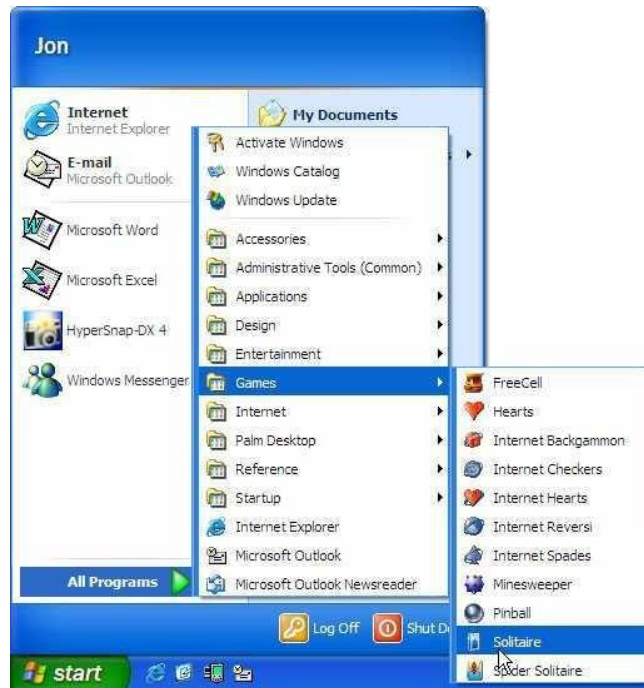 Jon
Internet
Internet Explorer
E-mail
Microsoft Outlook
Microsoft Word
Microsoft Excel
HyperSnap-DX 4
Windows Messenger
All Programs
My Documents
Activate Windows
Windows Catalog
Windows Update
Accessories
Administrative Tools (Common)
Applications
Design
Entertainment
Games
Internet
Palm Desktop
Reference
Startup
Internet Explorer
Microsoft Outlook
Microsoft Outlook Newsreader
FreeCell
Hearts
Internet Backgammon
Internet Checkers
Internet Hearts
Internet Reversi
Internet Spades
Minesweeper
Pinball
Solitaire
Spider Solitaire
Log Off
Shut D
start